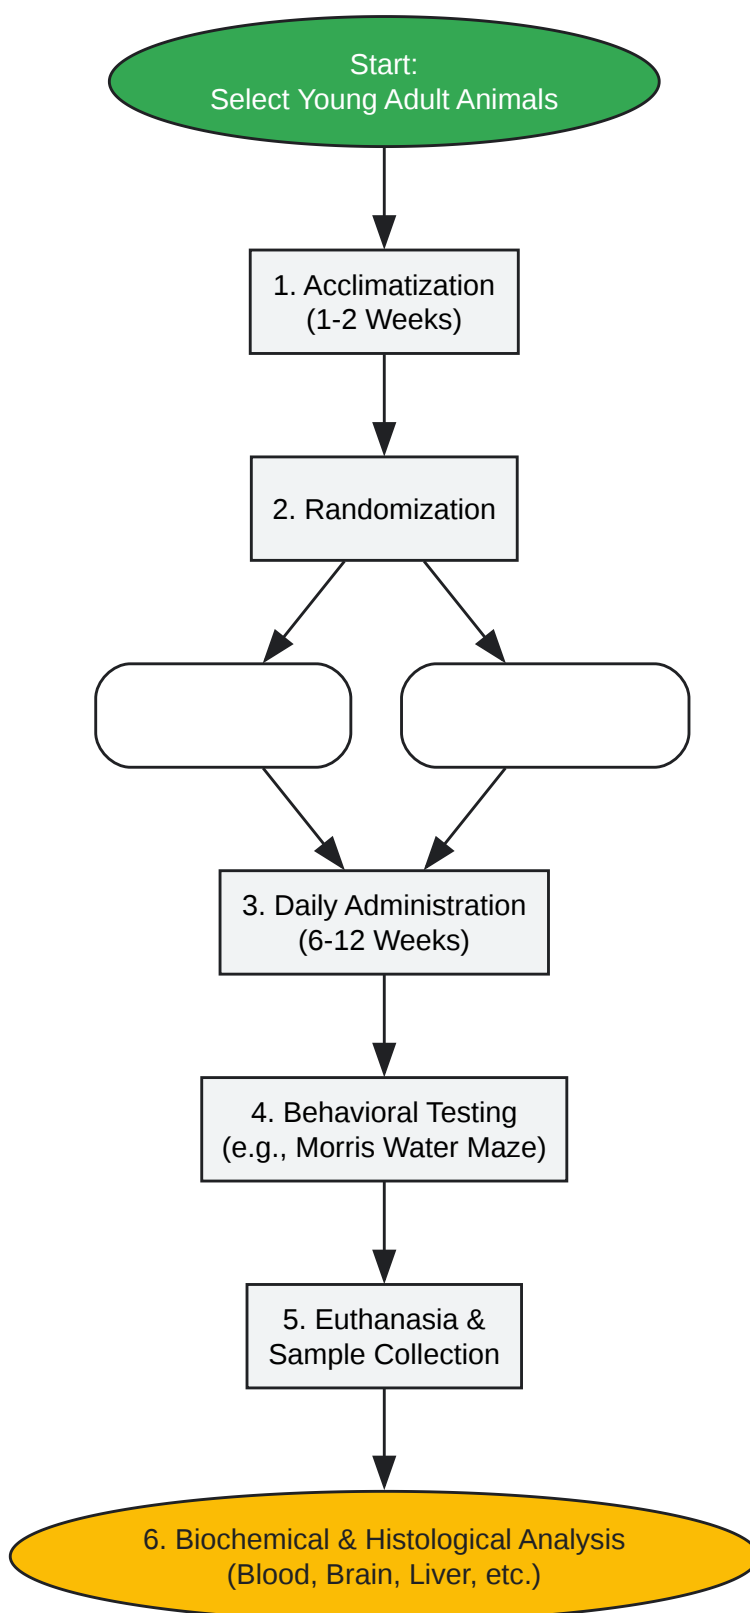 Start:
Select Young Adult Animals
1. Acclimatization
(1-2 Weeks)
2. Randomization
3. Daily Administration
(6-12 Weeks)
4. Behavioral Testing
(e.g., Morris Water Maze)
5. Euthanasia &
Sample Collection
6. Biochemical & Histological Analysis
(Blood, Brain, Liver, etc.)